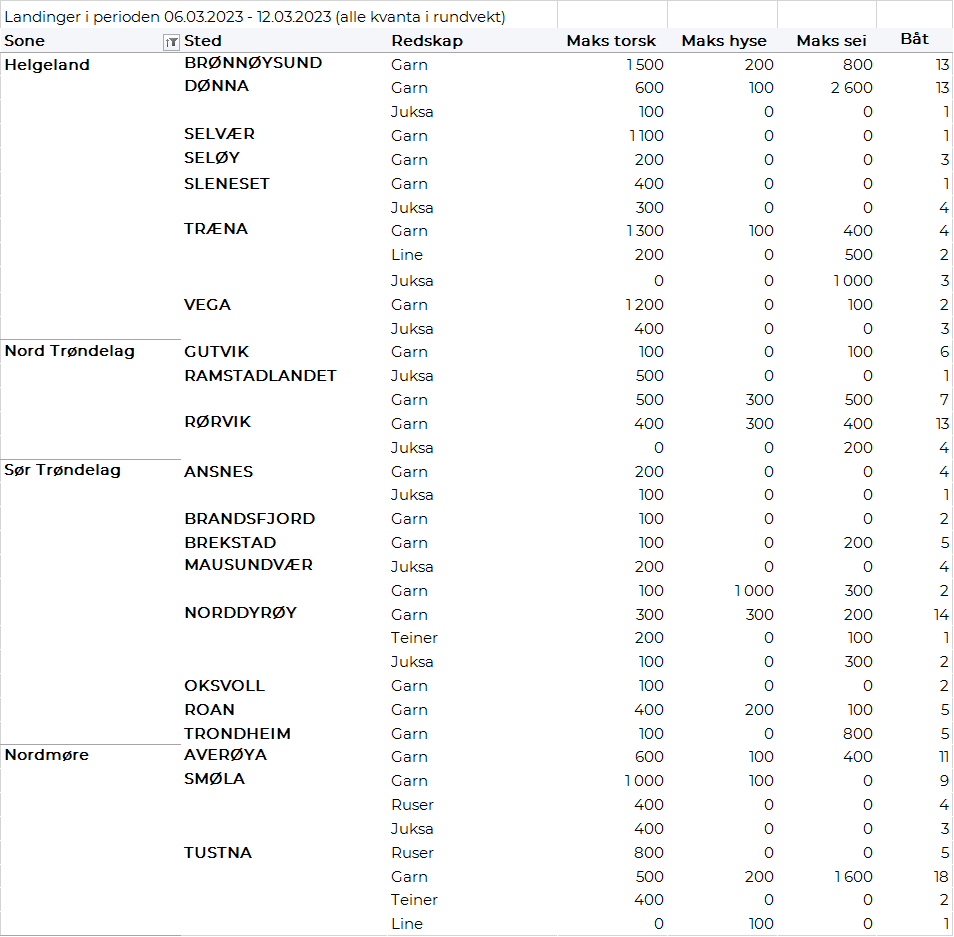 Landinger i perioden 06.03.2023 - 12.03.2023 (alle kvanta i rundvekt)
Sone Sted Redskap Maks torsk Maks hyse Maks sei Båt
Helgeland BRØNNØYSUND Garn 1 500 200 800 13
DØNNA Garn 600 100 2 600 13
Juksa 100 0 0 1
SELVÆR Garn 1 100 0 0 1
SELØY Garn 200 0 0 3
SLENESET Garn 400 0 0 1
Juksa 300 0 0 4
TRÆNA Garn 1 300 100 400 4
Line 200 0 500 2
Juksa 0 0 1 000 3
VEGA Garn 1 200 0 100 2
Juksa 400 0 0 3
Nord Trøndelag GUTVIK Garn 100 0 100 6
RAMSTADLANDET Juksa 500 0 0 1
Garn 500 300 500 7
RØRVIK Garn 400 300 400 13
Juksa 0 0 200 4
Sør Trøndelag ANSNES Garn 200 0 0 4
Juksa 100 0 0 1
BRANDSFJORD Garn 100 0 0 2
BREKSTAD Garn 100 0 200 5
MAUSUNDVÆR Juksa 200 0 0 4
Garn 100 1 000 300 2
NORDDYRØY Garn 300 300 200 14
Teiner 200 0 100 1
Juksa 100 0 300 2
OKSVOLL Garn 100 0 0 2
ROAN Garn 400 200 100 5
TRONDHEIM Garn 100 0 800 5
Nordmøre AVERØYA Garn 600 100 400 11
SMØLA Garn 1 000 100 0 9
Ruser 400 0 0 4
Juksa 400 0 0 3
TUSTNA Ruser 800 0 0 5
Garn 500 200 1 600 18
Teiner 400 0 0 2
Line 0 100 0 1